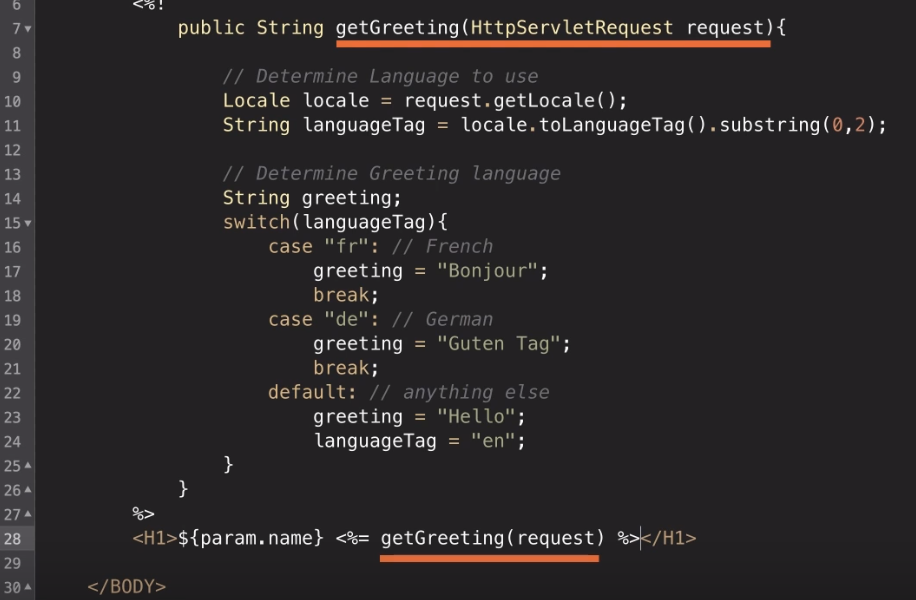 6 <%!
7 public String getGreeting(HttpServletRequest request){
8
9 // Determine Language to use
10 Locale locale = request.getLocale();
11 String languageTag = locale.toLanguageTag().substring(0,2);
12
13 // Determine Greeting language
14 String greeting;
15 switch(languageTag){
16 case "fr": // French
17 greeting = "Bonjour";
18 break;
19 case "de": // German
20 greeting = "Guten Tag";
21 break;
22 default: // anything else
23 greeting = "Hello";
24 languageTag = "en";
25 }
26 }
27 %>
28 <H1>${param.name} <%= getGreeting(request) %></H1>
29
30 </BODY>